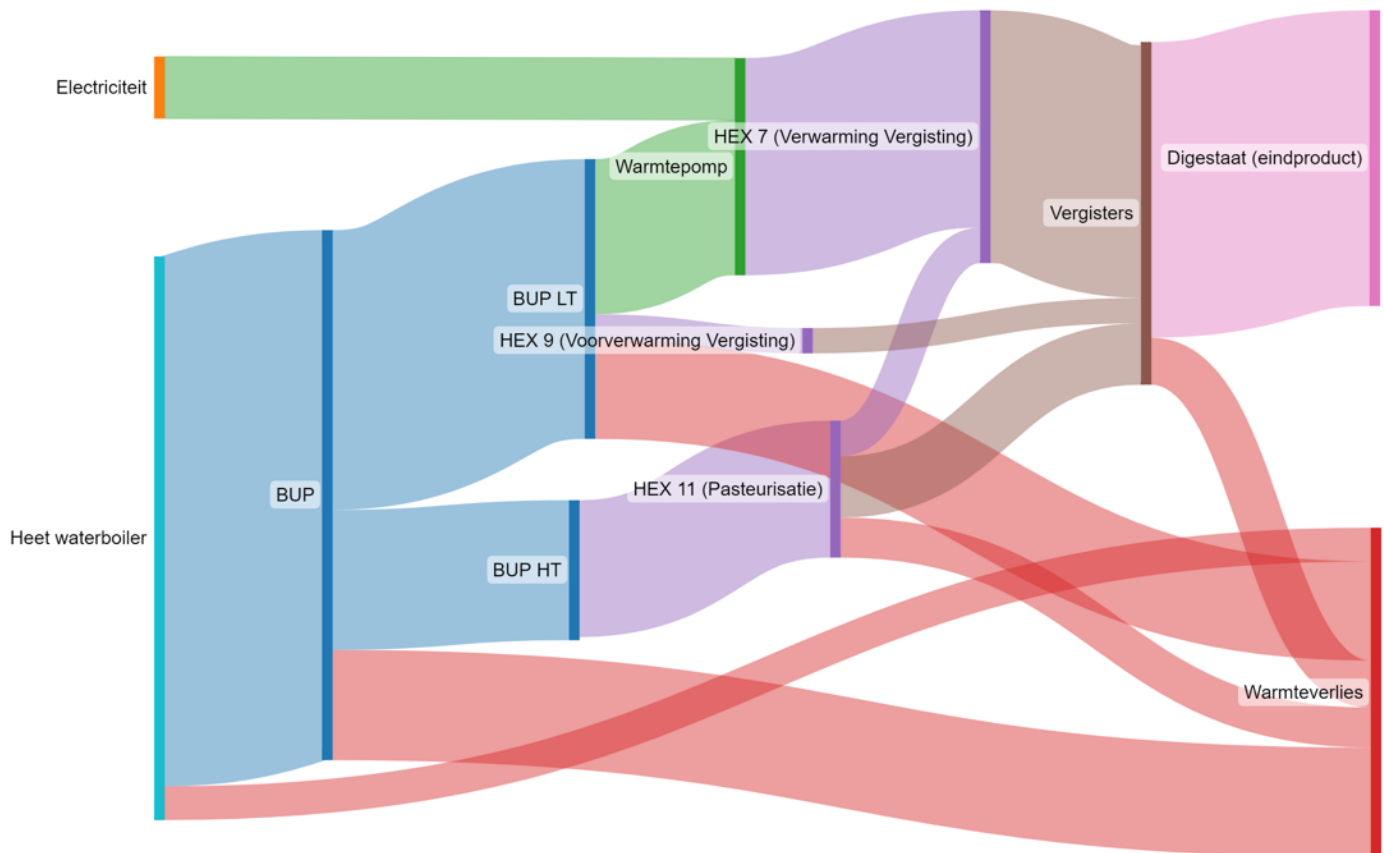 Electriciteit
HEX 7 (Verwarming Vergisting)
Digestaat (eindproduct)
Warmtepomp
Vergisters
BUP LT
HEX 9 (Voorverwarming Vergisting)
BUP
HEX 11 (Pasteurisatie)
Heet waterboiler
BUP HT
Warmteverlies